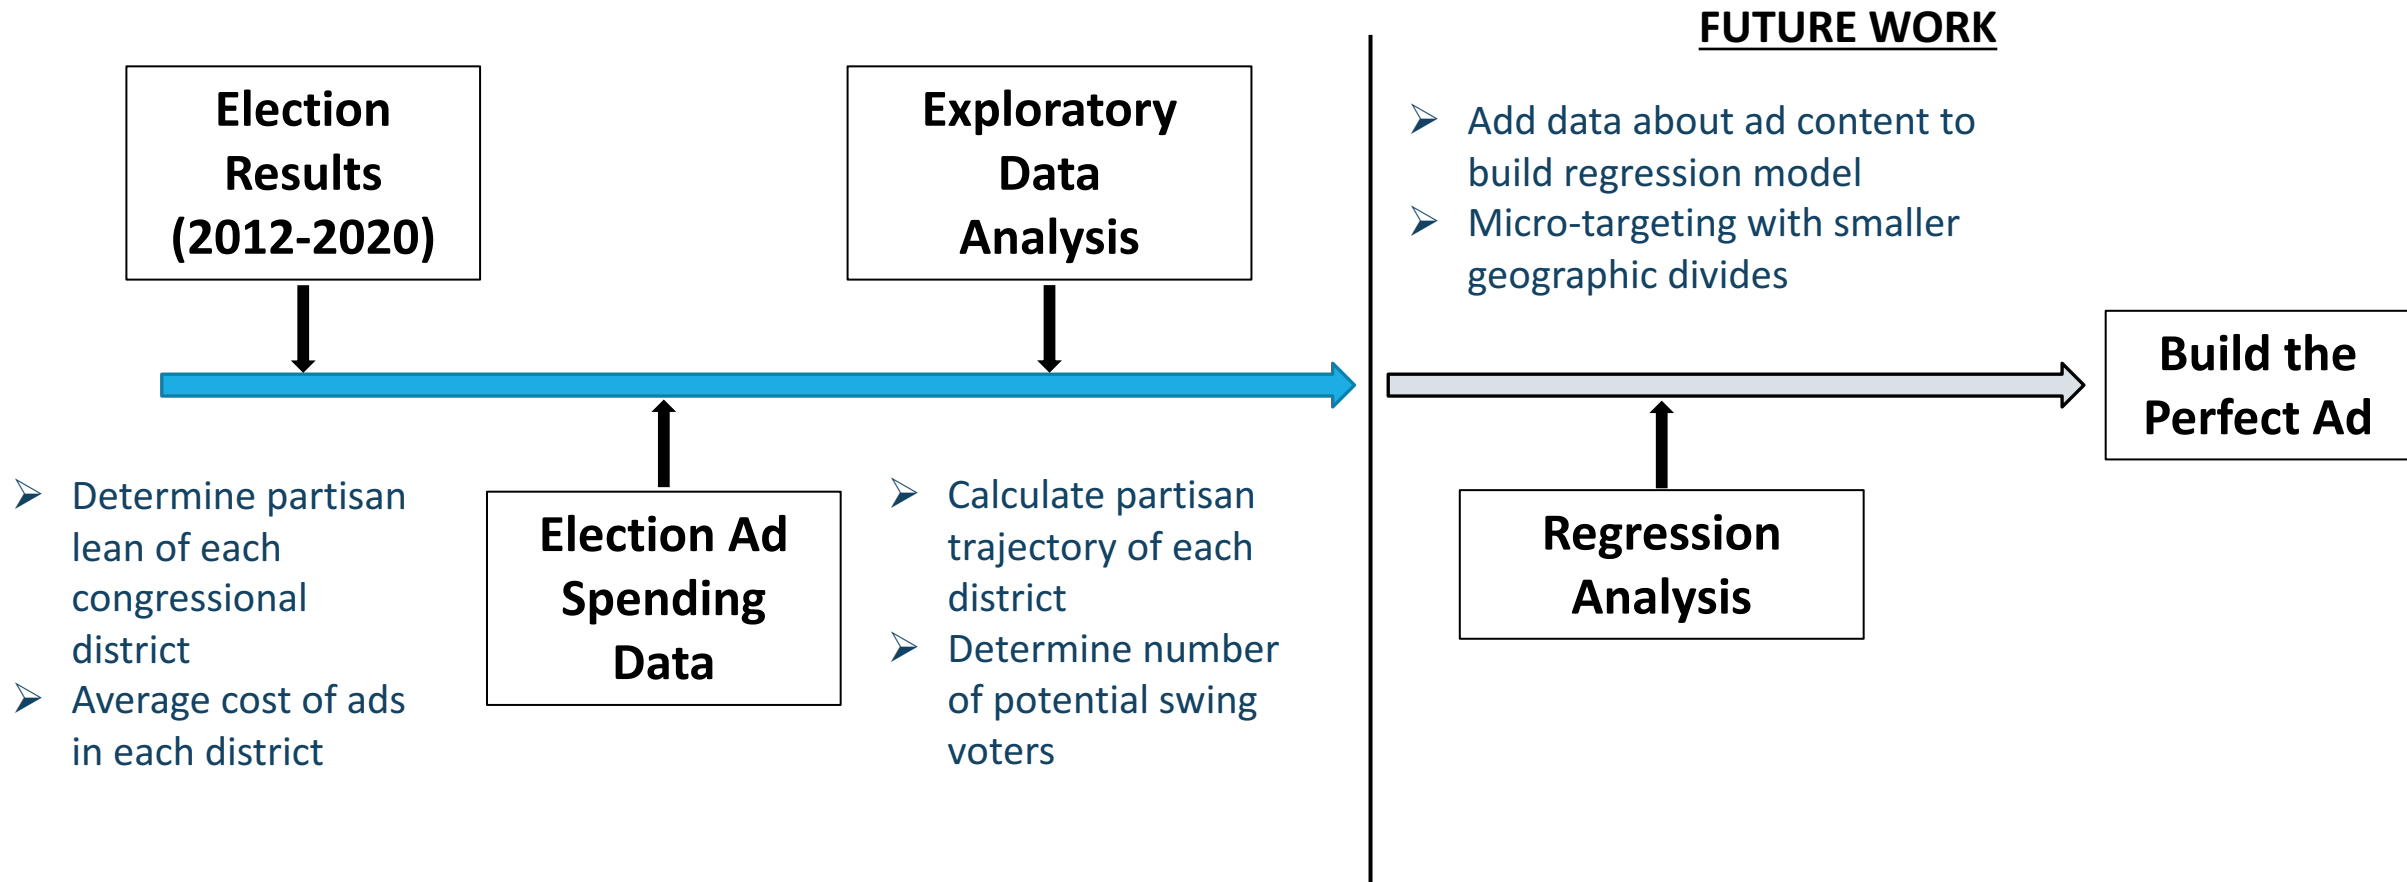 FUTURE WORK
Election
Results
(2012-2020)
Exploratory
Data
Analysis
➢ Add data about ad content to
build regression model
➢ Micro-targeting with smaller
geographic divides
Build the
Perfect Ad
➢ Determine partisan
lean of each
congressional
district
➢ Average cost of ads
in each district
Election Ad
Spending
Data
➢ Calculate partisan
trajectory of each
district
➢ Determine number
of potential swing
voters
Regression
Analysis